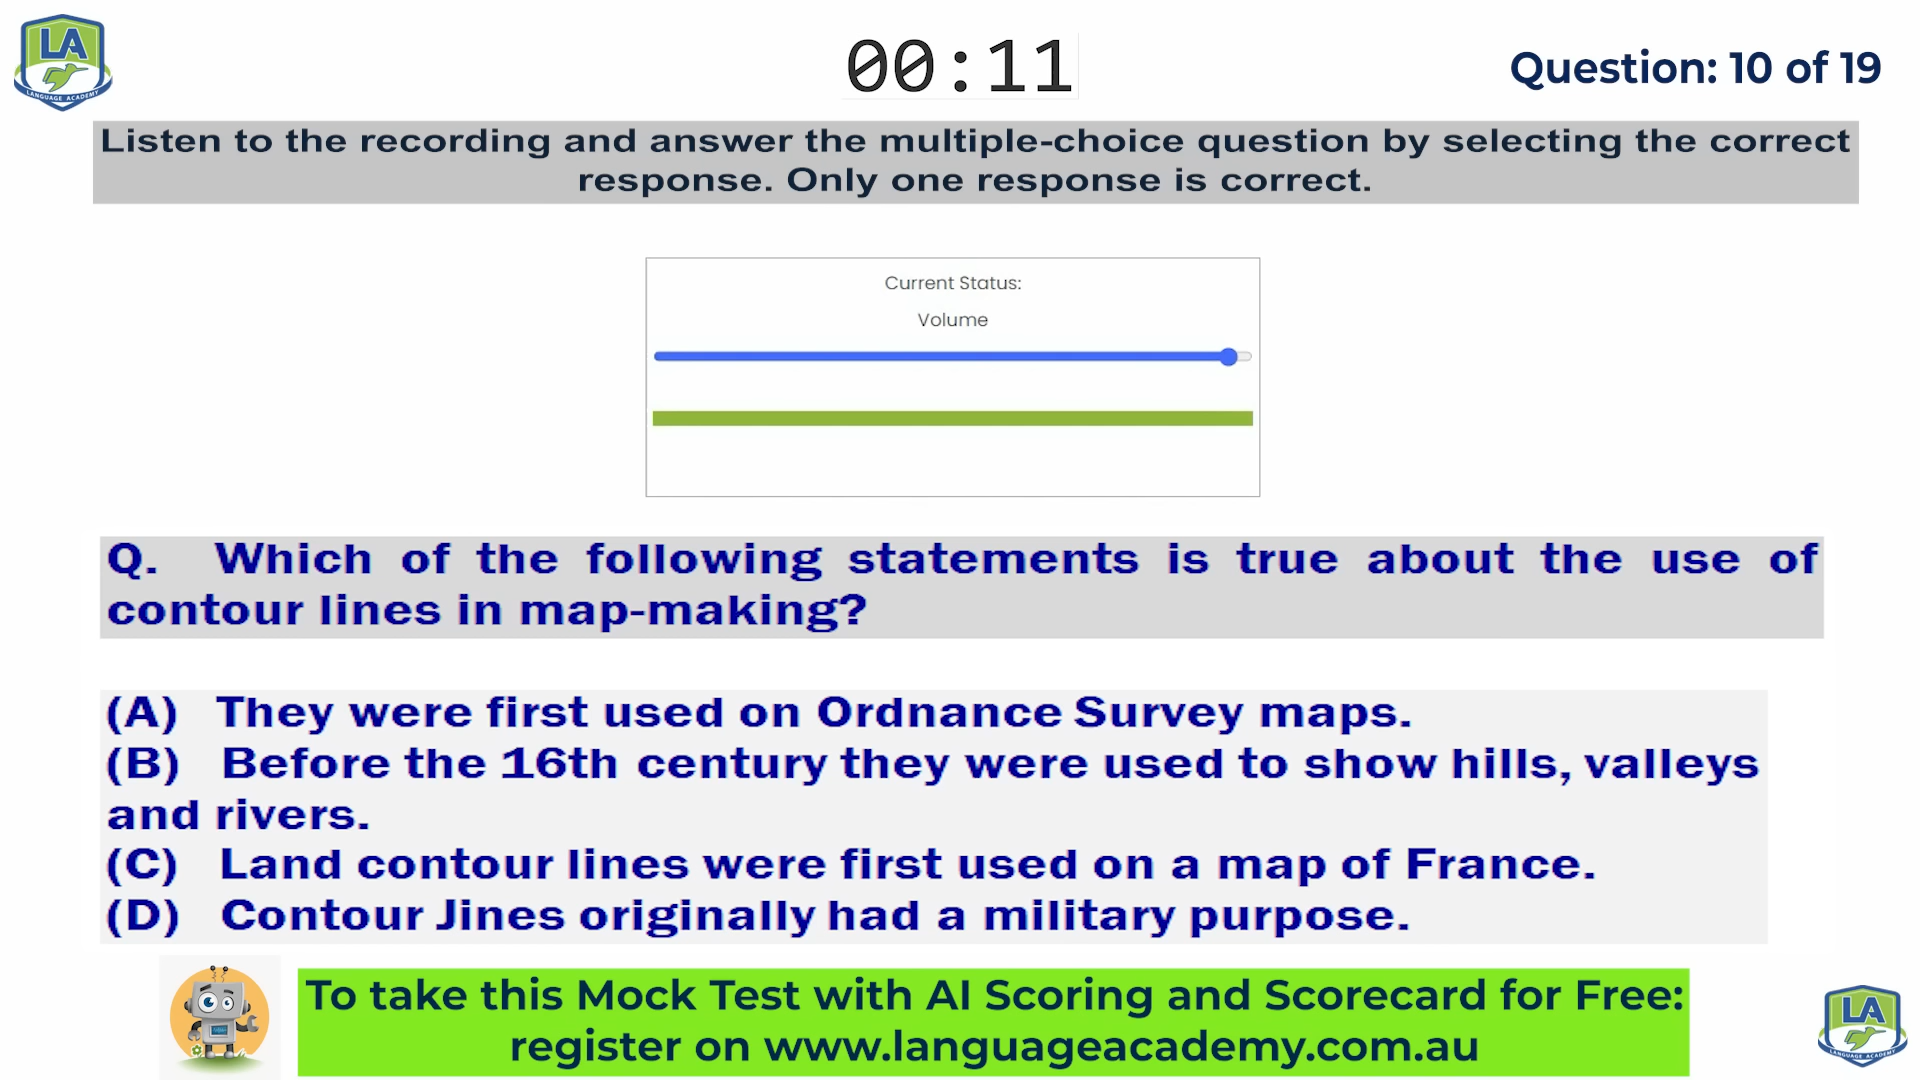 LA
LANGUAGE ACADEMY
00:11
Question: 10 of 19
Listen to the recording and answer the multiple-choice question by selecting the correct
response. Only one response is correct.
Current Status:
Volume
Q. Which of the following statements is true about the use of
contour lines in map-making?
(A) They were first used on Ordnance Survey maps.
(B) Before the 16th century they were used to show hills, valleys
and rivers.
(C) Land contour lines were first used on a map of France.
(D) Contour Jines originally had a military purpose.
To take this Mock Test with AI Scoring and Scorecard for Free:
register on www.languageacademy.com.au
LA
LANGUAGE ACADEMY